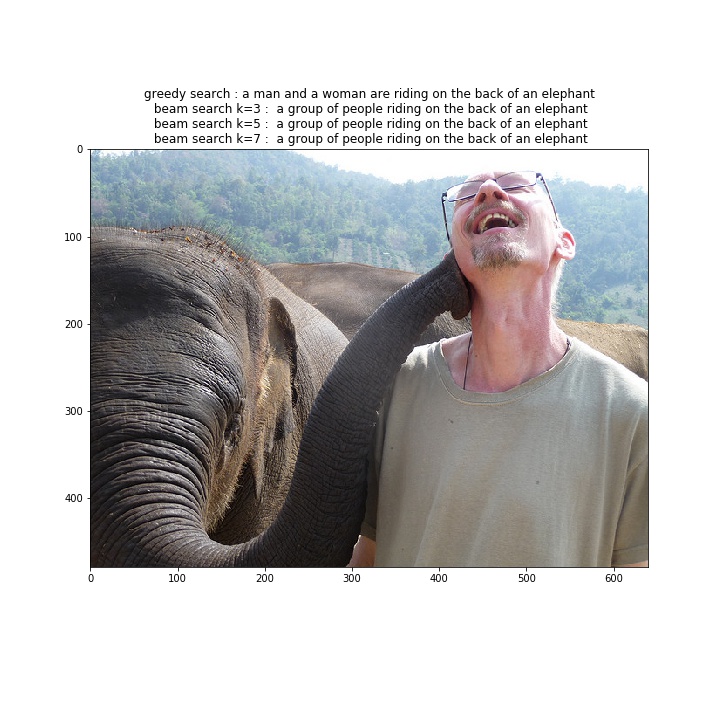 greedy search : a man and a woman are riding on the back of an elephant
beam search k=3 :  a group of people riding on the back of an elephant
beam search k=5 :  a group of people riding on the back of an elephant
beam search k=7 :  a group of people riding on the back of an elephant
0
100
200
300
400
0 100 200 300 400 500 600